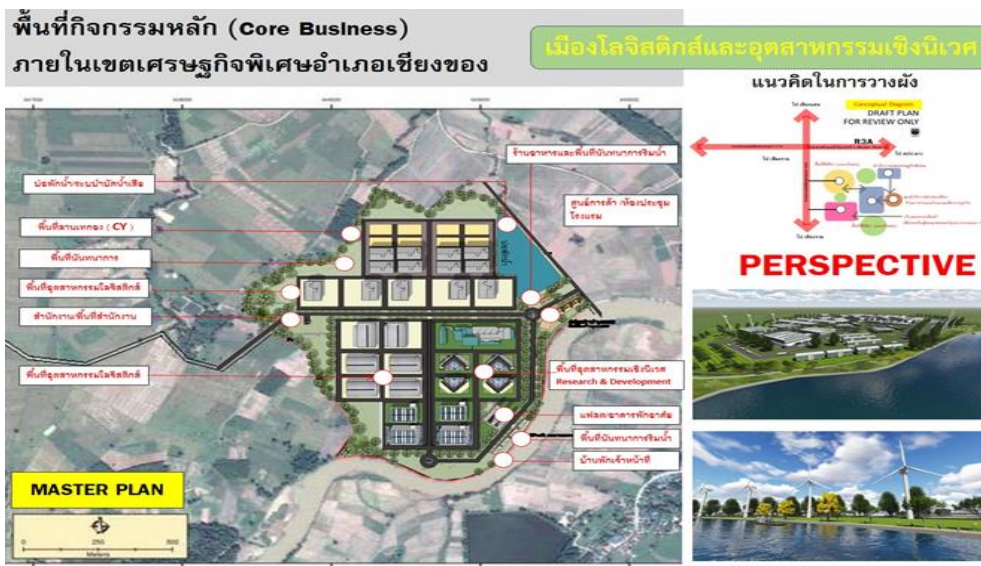 พื้นที่กิจกรรมหลัก (Core Business)
ภายในเขตเศรษฐกิจพิเศษอำเภอเชียงของ
เมืองโลจิสติกส์และอุตสาหกรรมเชิงนิเวศ
แนวคิดในการวางผัง
Conceptual Diagram
DRAFT PLAN
FOR REVIEW ONLY
R3A
ร้านอาหารและพื้นที่นันทนาการริมน้ำ
บ่อพักน้ำ/ระบบบำบัดน้ำเสีย
ศูนย์การค้า /ห้องประชุม
โรงแรม
พื้นที่ลานเทกอง ( CY )
พื้นที่นันทนาการ
พื้นที่อุตสาหกรรมโลจิสติกส์
สำนักงาน/พื้นที่สำนักงาน
พื้นที่อุตสาหกรรมโลจิสติกส์
พื้นที่อุตสาหกรรมเชิงนิเวศ
Research & Development
แฟลต/อาคารพักอาศัย
พื้นที่นันทนาการริมน้ำ
บ้านพักเจ้าหน้าที่
PERSPECTIVE
MASTER PLAN
0 250 500
Meters